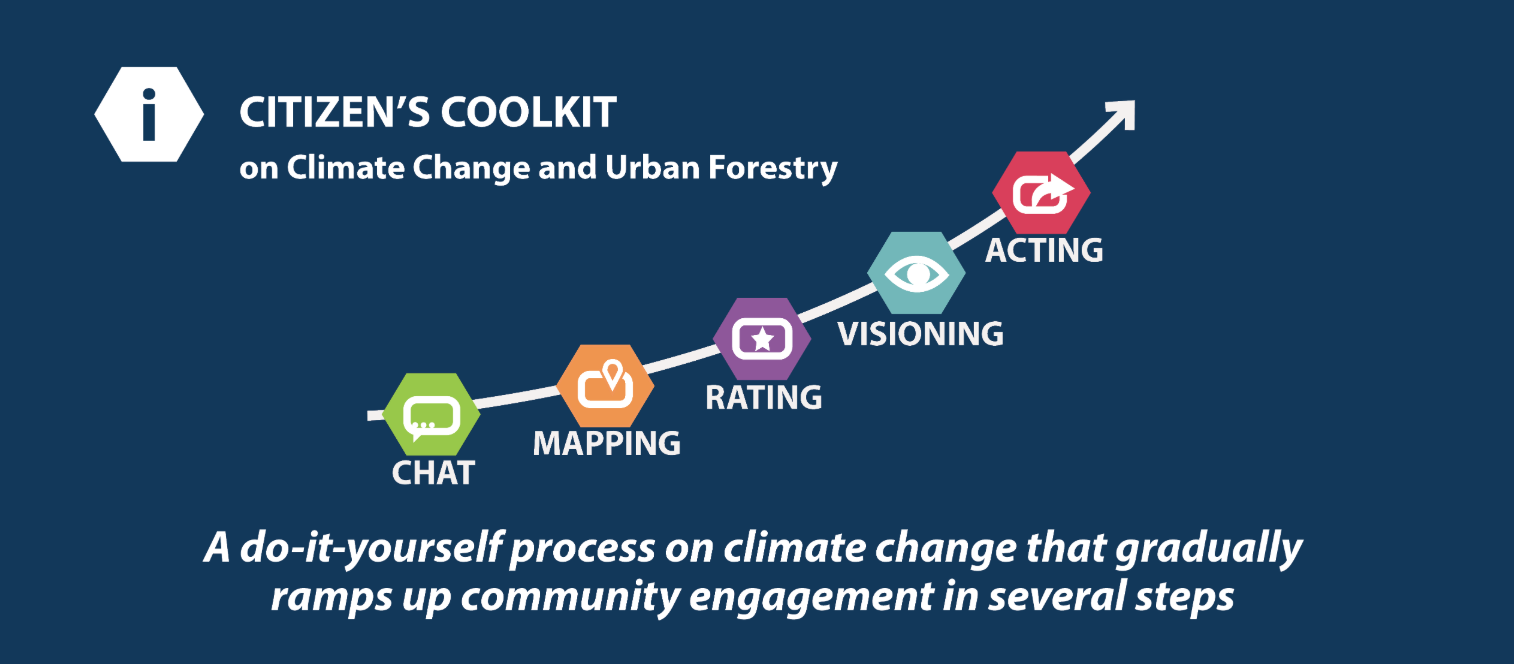 i
CITIZEN’S COOLKIT
on Climate Change and Urban Forestry
ACTING
VISIONING
RATING
MAPPING
CHAT
A do-it-yourself process on climate change that gradually
ramps up community engagement in several steps